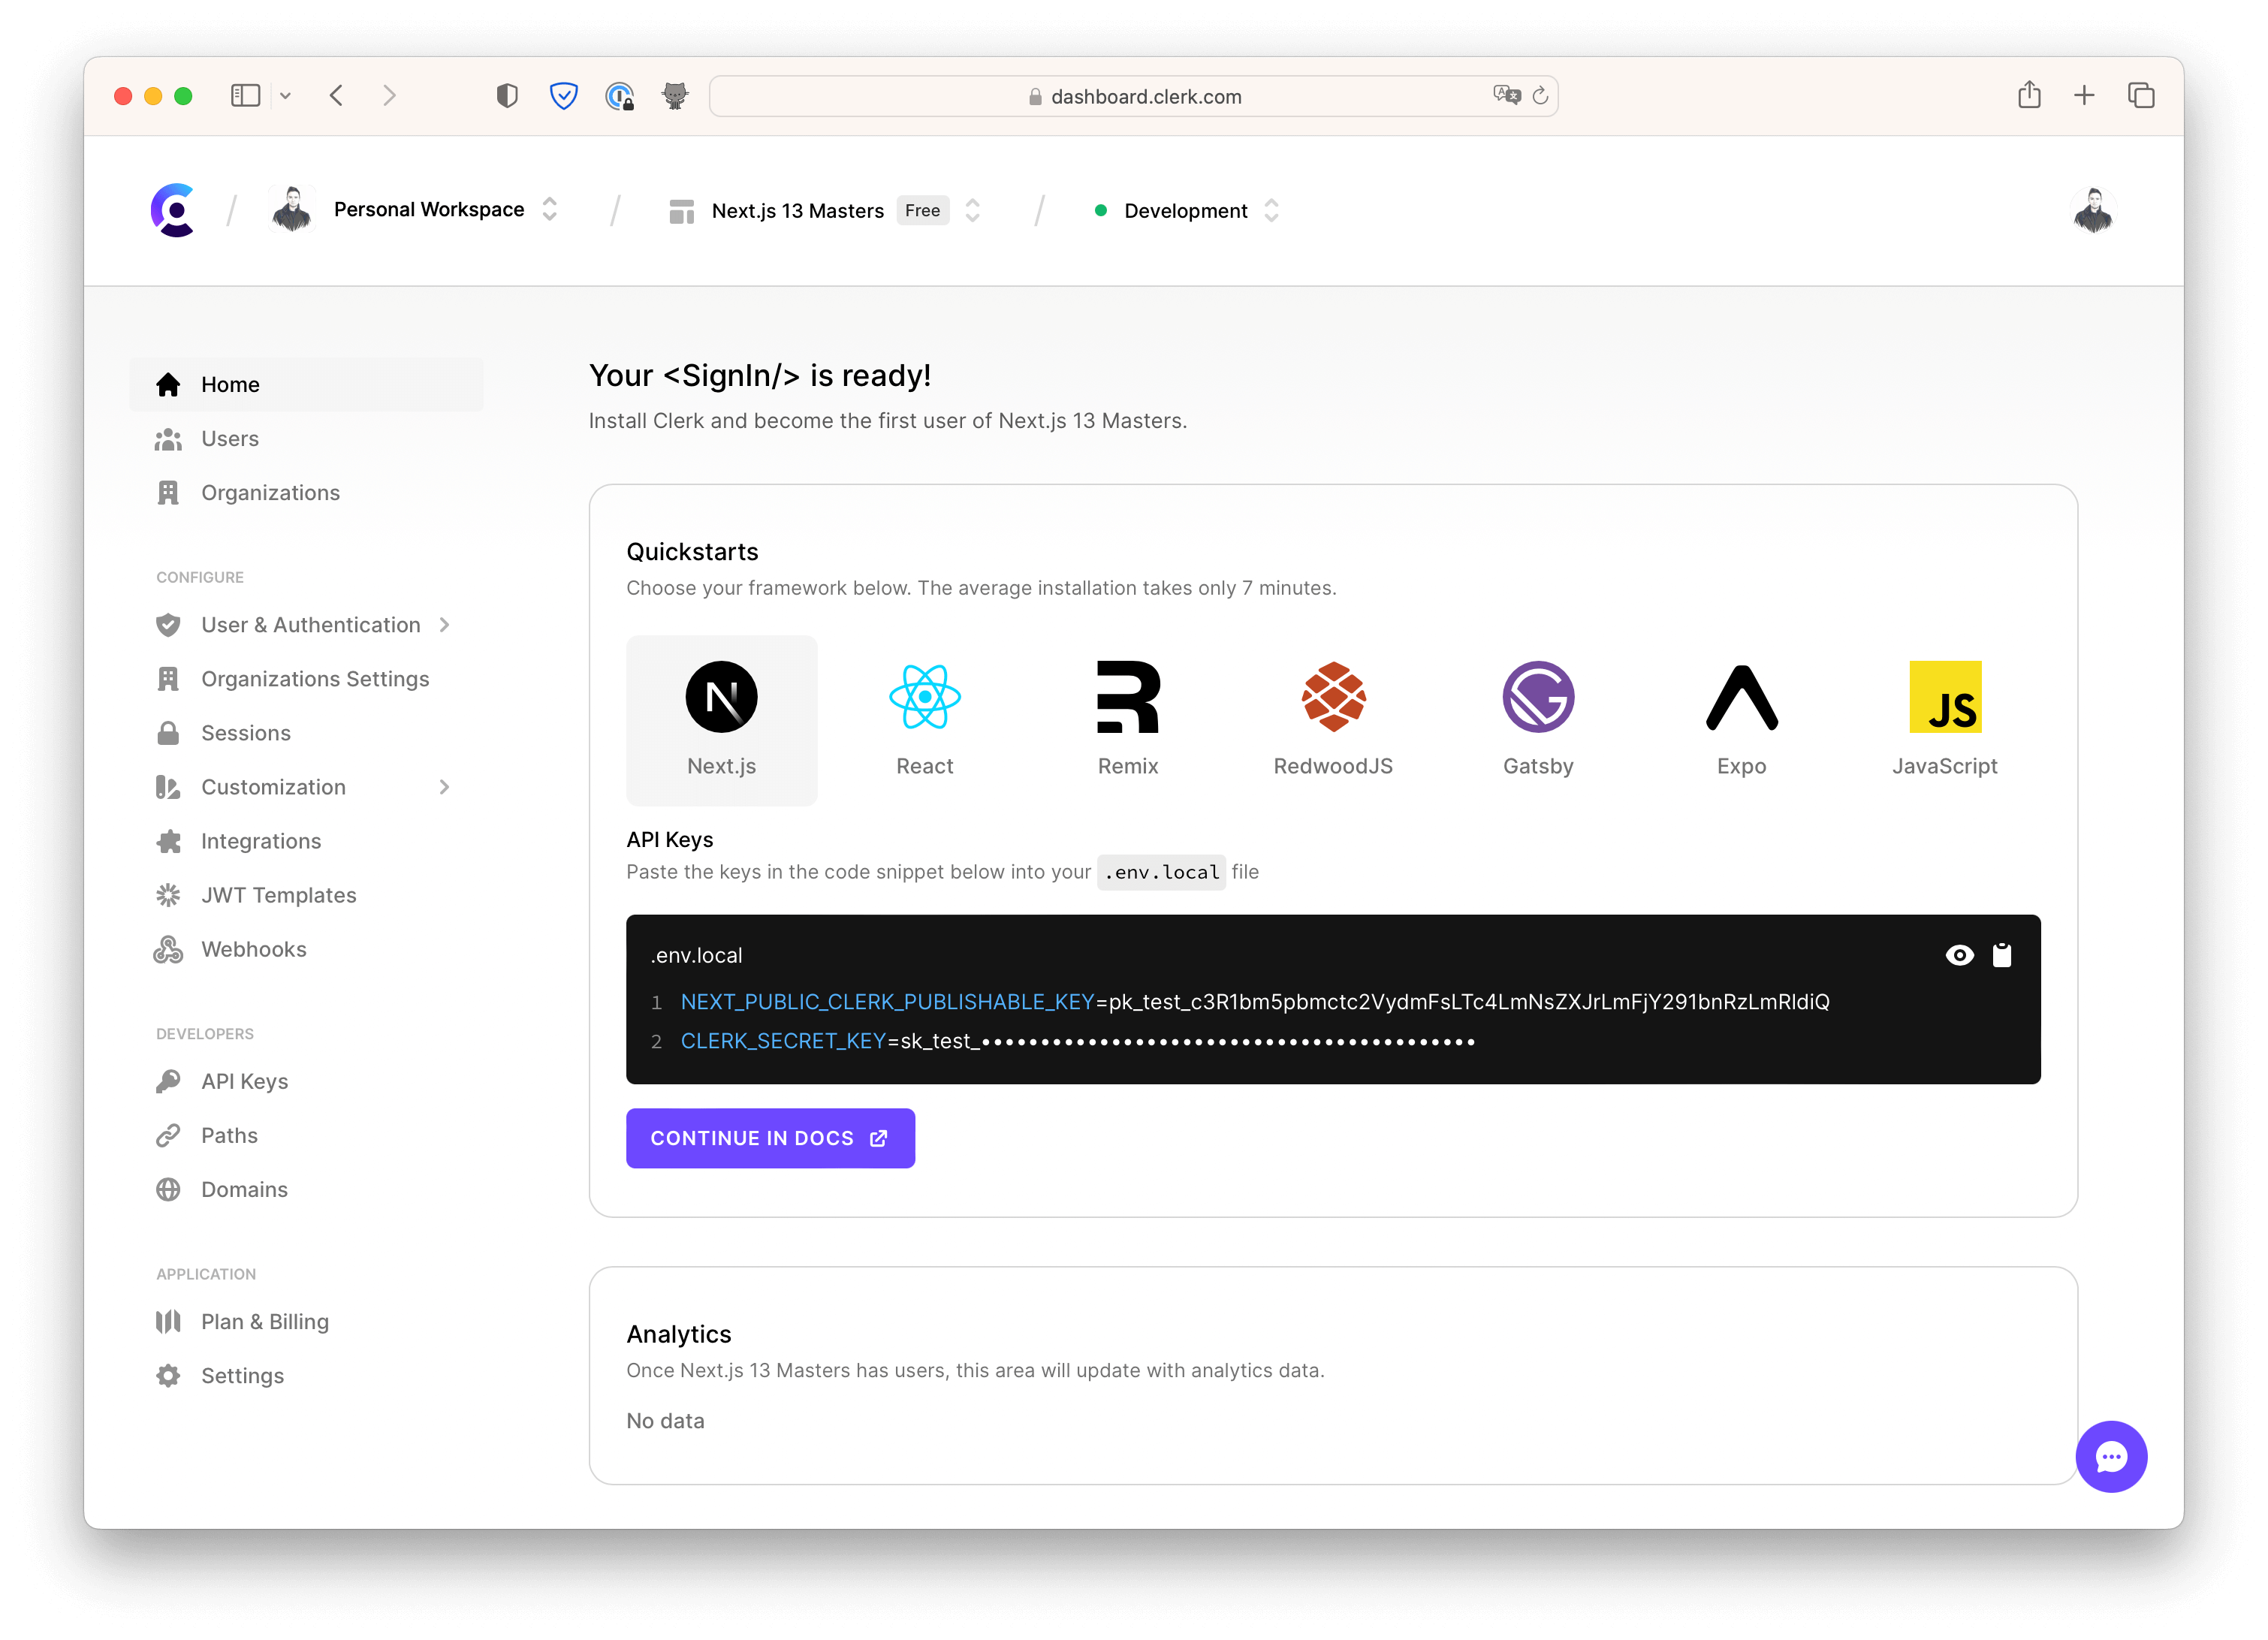 dashboard.clerk.com
Personal Workspace
Next.js 13 Masters Free
Development
Home
Users
Organizations
CONFIGURE
User & Authentication
Organizations Settings
Sessions
Customization
Integrations
JWT Templates
Webhooks
DEVELOPERS
API Keys
Paths
Domains
APPLICATION
Plan & Billing
Settings
Your <SignIn/> is ready!
Install Clerk and become the first user of Next.js 13 Masters.
Quickstarts
Choose your framework below. The average installation takes only 7 minutes.
Next.js
React
Remix
RedwoodJS
Gatsby
Expo
JS
JavaScript
API Keys
Paste the keys in the code snippet below into your .env.local file
.env.local
1 NEXT_PUBLIC_CLERK_PUBLISHABLE_KEY=pk_test_c3R1bm5pbmctc2VydmFsLTc4LmNsZXJrLmFjY291bnRzLmRldiQ
2 CLERK_SECRET_KEY=sk_test_••••••••••••••••••••••••••••••••••••••••••
CONTINUE IN DOCS
Analytics
Once Next.js 13 Masters has users, this area will update with analytics data.
No data